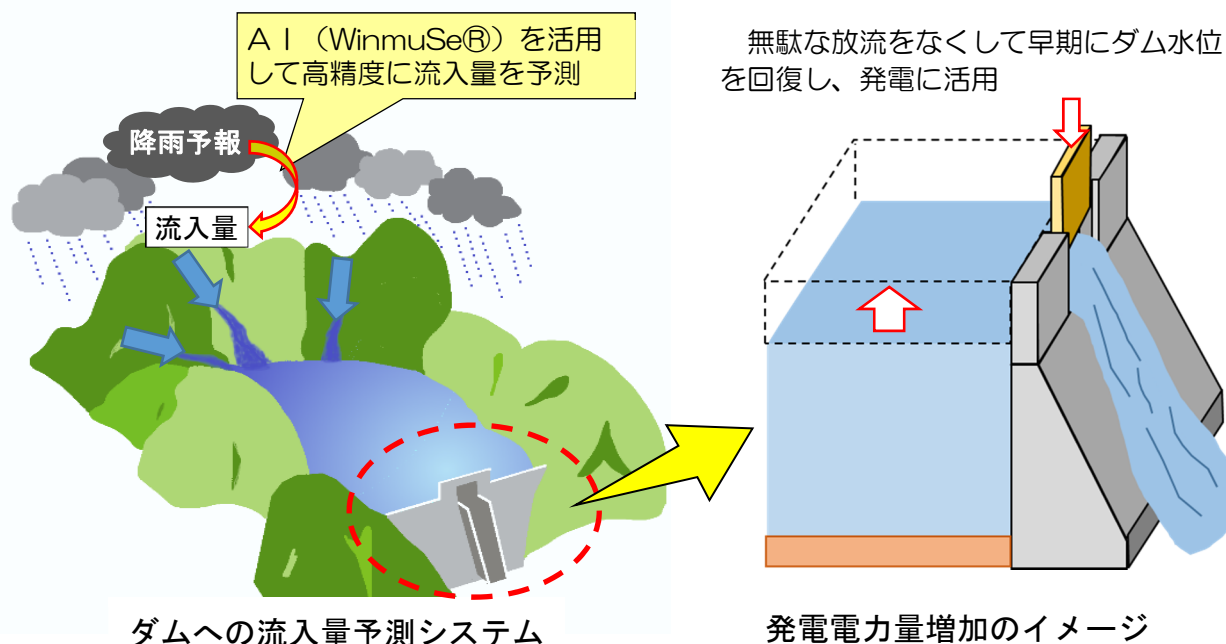 ＡＩ（WinmuSe®）を活用
して高精度に流入量を予測
降雨予報
流入量
ダムへの流入量予測システム
　無駄な放流をなくして早期にダム水位
を回復し、発電に活用
発電電力量増加のイメージ